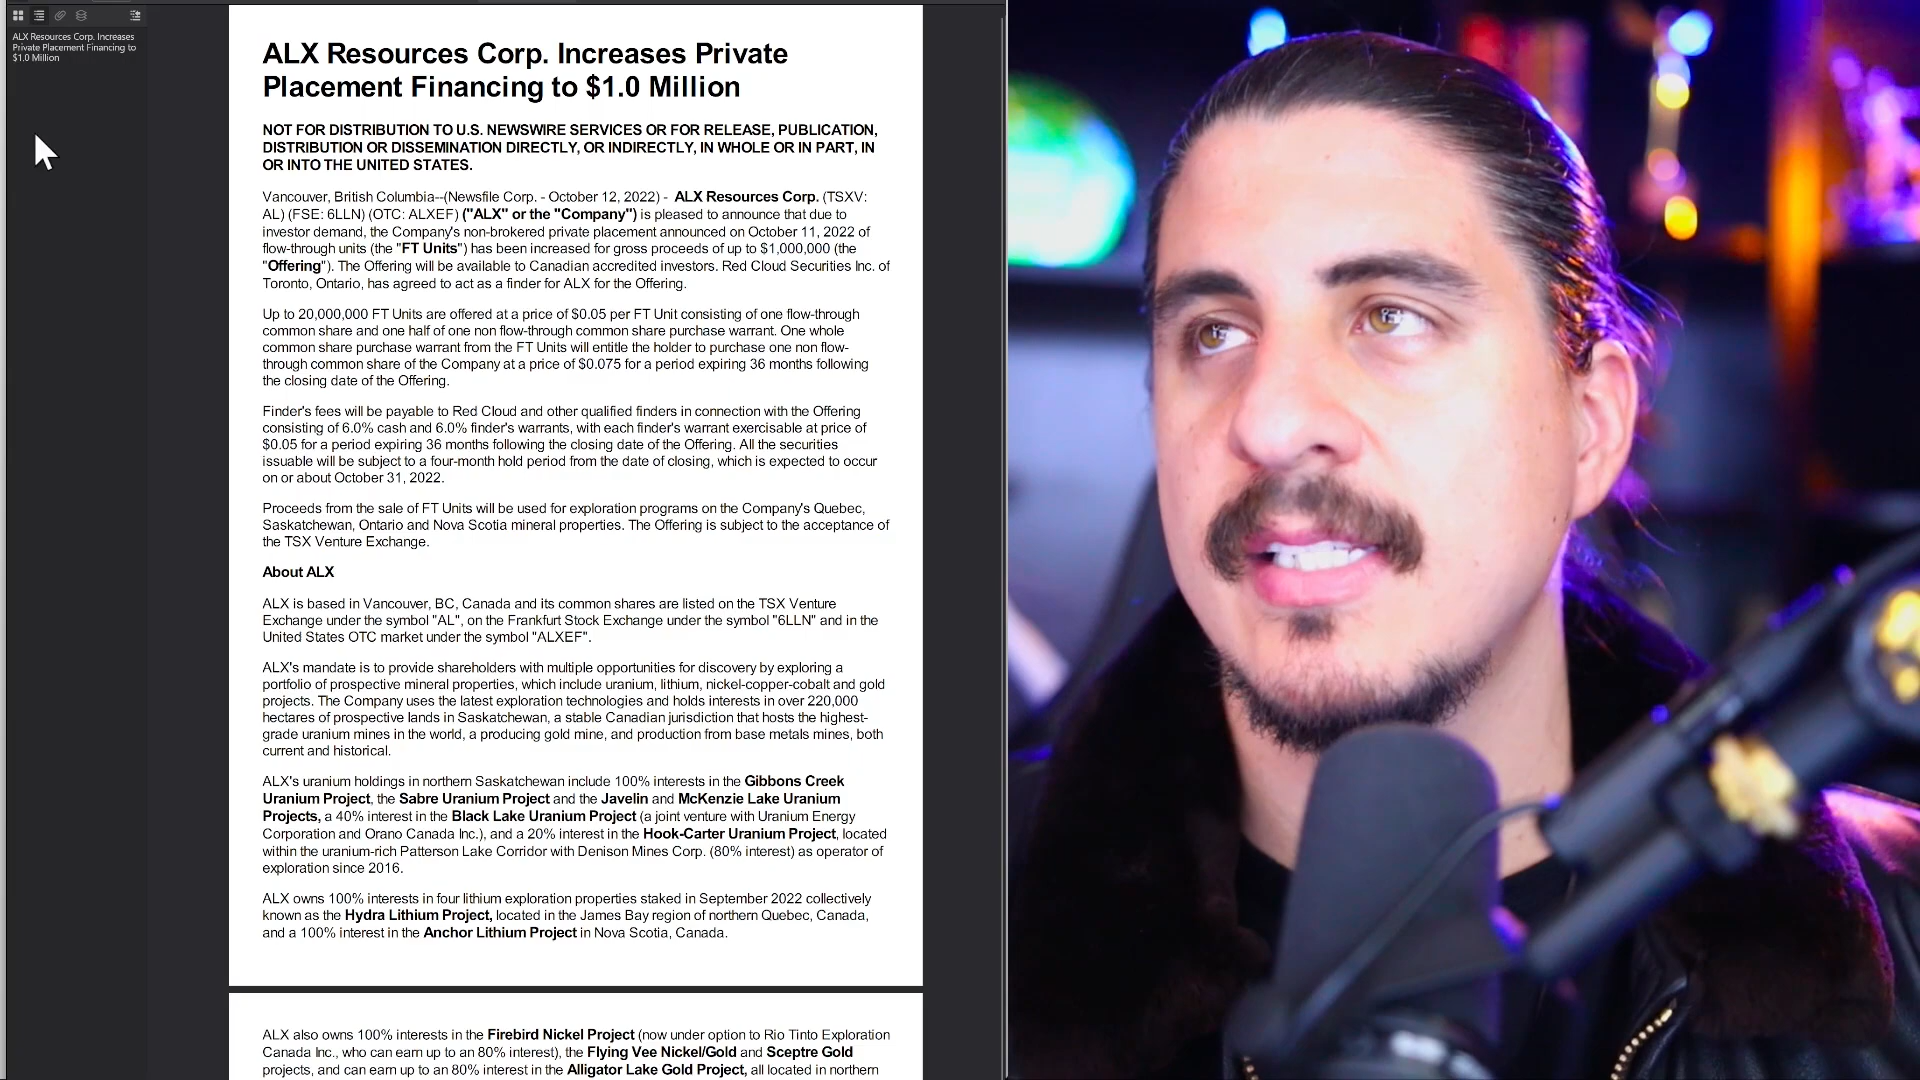 ALX Resources Corp. Increases
Private Placement Financing to
$1.0 Million
ALX Resources Corp. Increases Private
Placement Financing to $1.0 Million
NOT FOR DISTRIBUTION TO U.S. NEWSWIRE SERVICES OR FOR RELEASE, PUBLICATION,
DISTRIBUTION OR DISSEMINATION DIRECTLY, OR INDIRECTLY, IN WHOLE OR IN PART, IN
OR INTO THE UNITED STATES.
Vancouver, British Columbia--(Newsfile Corp. - October 12, 2022) - ALX Resources Corp. (TSXV:
AL) (FSE: 6LLN) (OTC: ALXEF) ("ALX" or the "Company") is pleased to announce that due to
investor demand, the Company's non-brokered private placement announced on October 11, 2022 of
flow-through units (the "FT Units") has been increased for gross proceeds of up to $1,000,000 (the
"Offering"). The Offering will be available to Canadian accredited investors. Red Cloud Securities Inc. of
Toronto, Ontario, has agreed to act as a finder for ALX for the Offering.
Up to 20,000,000 FT Units are offered at a price of $0.05 per FT Unit consisting of one flow-through
common share and one half of one non flow-through common share purchase warrant. One whole
common share purchase warrant from the FT Units will entitle the holder to purchase one non flow-
through common share of the Company at a price of $0.075 for a period expiring 36 months following
the closing date of the Offering.
Finder's fees will be payable to Red Cloud and other qualified finders in connection with the Offering
consisting of 6.0% cash and 6.0% finder's warrants, with each finder's warrant exercisable at price of
$0.05 for a period expiring 36 months following the closing date of the Offering. All the securities
issuable will be subject to a four-month hold period from the date of closing, which is expected to occur
on or about October 31, 2022.
Proceeds from the sale of FT Units will be used for exploration programs on the Company's Quebec,
Saskatchewan, Ontario and Nova Scotia mineral properties. The Offering is subject to the acceptance of
the TSX Venture Exchange.
About ALX
ALX is based in Vancouver, BC, Canada and its common shares are listed on the TSX Venture
Exchange under the symbol "AL", on the Frankfurt Stock Exchange under the symbol "6LLN" and in the
United States OTC market under the symbol "ALXEF".
ALX's mandate is to provide shareholders with multiple opportunities for discovery by exploring a
portfolio of prospective mineral properties, which include uranium, lithium, nickel-copper-cobalt and gold
projects. The Company uses the latest exploration technologies and holds interests in over 220,000
hectares of prospective lands in Saskatchewan, a stable Canadian jurisdiction that hosts the highest-
grade uranium mines in the world, a producing gold mine, and production from base metals mines, both
current and historical.
ALX's uranium holdings in northern Saskatchewan include 100% interests in the Gibbons Creek
Uranium Project, the Sabre Uranium Project and the Javelin and McKenzie Lake Uranium
Projects, a 40% interest in the Black Lake Uranium Project (a joint venture with Uranium Energy
Corporation and Orano Canada Inc.), and a 20% interest in the Hook-Carter Uranium Project, located
within the uranium-rich Patterson Lake Corridor with Denison Mines Corp. (80% interest) as operator of
exploration since 2016.
ALX owns 100% interests in four lithium exploration properties staked in September 2022 collectively
known as the Hydra Lithium Project, located in the James Bay region of northern Quebec, Canada,
and a 100% interest in the Anchor Lithium Project in Nova Scotia, Canada.
ALX also owns 100% interests in the Firebird Nickel Project (now under option to Rio Tinto Exploration
Canada Inc., who can earn up to an 80% interest), the Flying Vee Nickel/Gold and Sceptre Gold
projects, and can earn up to an 80% interest in the Alligator Lake Gold Project, all located in northern